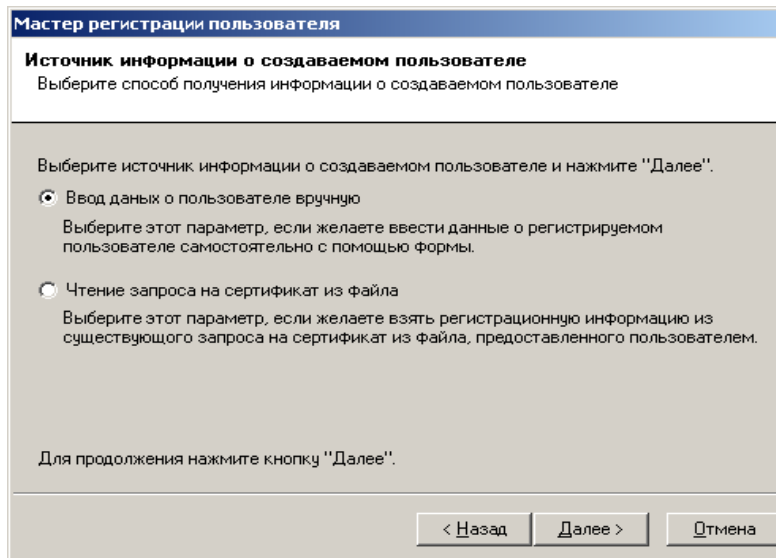 Мастер регистрации пользователя
Источник информации о создаваемом пользователе
Выберите способ получения информации о создаваемом пользователе
Выберите источник информации о создаваемом пользователе и нажмите "Далее".
Ввод даных о пользователе вручную
Выберите этот параметр, если желаете ввести данные о регистрируемом
пользователе самостоятельно с помощью формы.
Чтение запроса на сертификат из файла
Выберите этот параметр, если желаете взять регистрационную информацию из
существующего запроса на сертификат из файла, предоставленного пользователем.
Для продолжения нажмите кнопку "Далее".
< Назад Далее > Отмена